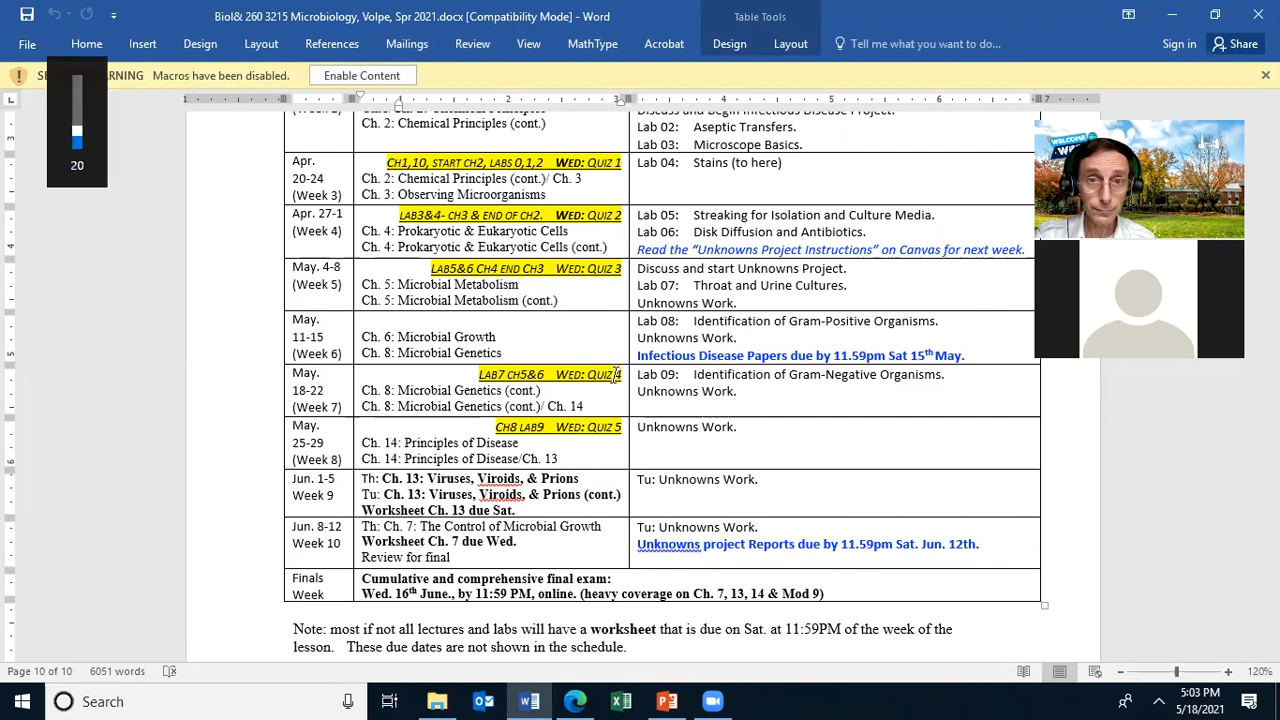 Biol& 260 3215 Microbiology, Volpe, Spr 2021.docx [Compatibility Mode] - Word
Table Tools
File Home Insert Design Layout References Mailings Review View MathType Acrobat Design Layout Tell me what you want to do... Sign in Share
Macros have been disabled. Enable Content
20
WELCOME
Ch. 2: Chemical Principles (cont.)
Discuss and Begin Infectious Disease Project.
Lab 02: Aseptic Transfers.
Lab 03: Microscope Basics.
Apr. 20-24 (Week 3)
CH1,10, START CH2, LABS 0,1,2 WED: QUIZ 1
Ch. 2: Chemical Principles (cont.)/ Ch. 3
Ch. 3: Observing Microorganisms
Lab 04: Stains (to here)
Apr. 27-1 (Week 4)
LAB3&4- CH3 & END OF CH2. WED: QUIZ 2
Ch. 4: Prokaryotic & Eukaryotic Cells
Ch. 4: Prokaryotic & Eukaryotic Cells (cont.)
Lab 05: Streaking for Isolation and Culture Media.
Lab 06: Disk Diffusion and Antibiotics.
Read the “Unknowns Project Instructions” on Canvas for next week.
May. 4-8 (Week 5)
LAB5&6 CH4 END CH3 WED: QUIZ 3
Ch. 5: Microbial Metabolism
Ch. 5: Microbial Metabolism (cont.)
Discuss and start Unknowns Project.
Lab 07: Throat and Urine Cultures.
Unknowns Work.
May. 11-15 (Week 6)
Ch. 6: Microbial Growth
Ch. 8: Microbial Genetics
Lab 08: Identification of Gram-Positive Organisms.
Unknowns Work.
Infectious Disease Papers due by 11.59pm Sat 15th May.
May. 18-22 (Week 7)
LAB7 CH5&6 WED: QUIZ 4
Ch. 8: Microbial Genetics (cont.)
Ch. 8: Microbial Genetics (cont.)/ Ch. 14
Lab 09: Identification of Gram-Negative Organisms.
Unknowns Work.
May. 25-29 (Week 8)
CH8 LAB9 WED: QUIZ 5
Ch. 14: Principles of Disease
Ch. 14: Principles of Disease/Ch. 13
Unknowns Work.
Jun. 1-5 Week 9
Th: Ch. 13: Viruses, Viroids, & Prions
Tu: Ch. 13: Viruses, Viroids, & Prions (cont.)
Worksheet Ch. 13 due Sat.
Tu: Unknowns Work.
Jun. 8-12 Week 10
Th: Ch. 7: The Control of Microbial Growth
Worksheet Ch. 7 due Wed.
Review for final
Tu: Unknowns Work.
Unknowns project Reports due by 11.59pm Sat. Jun. 12th.
Finals Week
Cumulative and comprehensive final exam:
Wed. 16th June., by 11:59 PM, online. (heavy coverage on Ch. 7, 13, 14 & Mod 9)
Note: most if not all lectures and labs will have a worksheet that is due on Sat. at 11:59PM of the week of the
lesson. These due dates are not shown in the schedule.
Page 10 of 10 6051 words 120%
Search
5:03 PM
5/18/2021